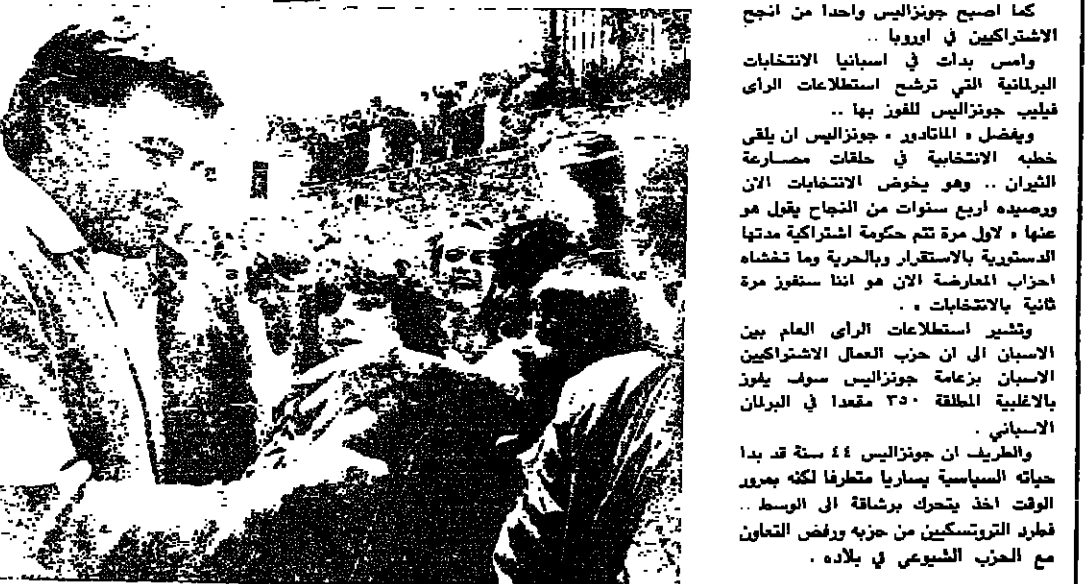 كما اصبح جونزاليس واحدا من انجح
الاشتراكيين في اوروبا ..
وامس بدأت في اسبانيا الانتخابات
البرلمانية التي ترشح استطلاعات الرأى
فيليب جونزاليس للفوز بها ..
ويفضل « الماتادور » جونزاليس ان يلقى
خطبه الانتخابية في حلقات مصارعة
الثيران .. وهو يخوض الانتخابات الان
ورصيده أربع سنوات من النجاح يقول هو
عنها « لاول مرة تتم حكومة اشتراكية مدتها
الدستورية بالاستقرار وبالحرية وما تخشاه
احزاب المعارضة الان هو اننا سنفوز مرة
ثانية بالانتخابات » .
وتشير استطلاعات الرأى العام بين
الاسبان الى ان حزب العمال الاشتراكيين
الاسبان بزعامة جونزاليس سوف يفوز
بالاغلبية المطلقة ٣٥٠ مقعدا في البرلمان
الاسباني .
والطريف ان جونزاليس ٤٤ سنة قد بدا
حياته السياسية يساريا متطرفا لكنه بمرور
الوقت اخذ يتحرك برشاقة الى الوسط ..
فطرد التروتسكيين من حزبه ورفض التعاون
مع الحزب الشيوعي في بلاده .